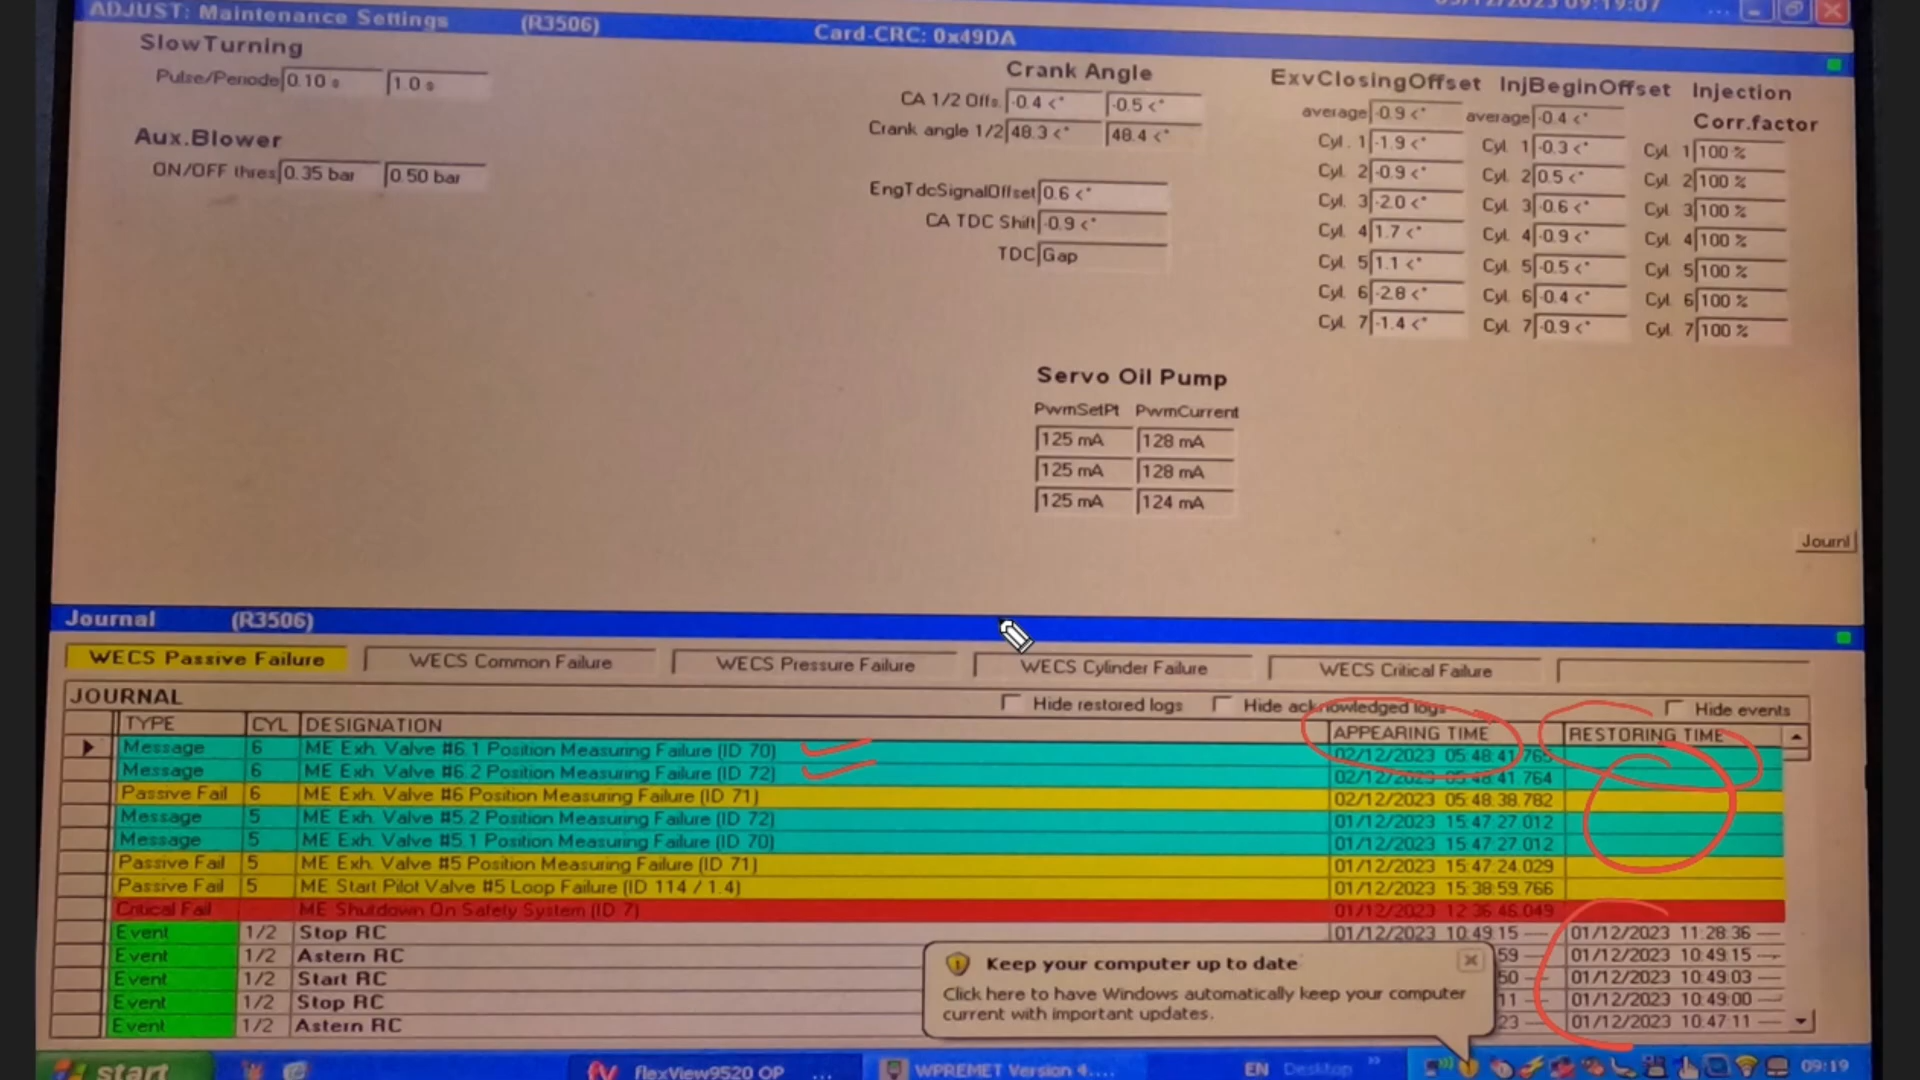 ADJUST: Maintenance Settings (R3506) Card-CRC: 0x49DA
SlowTurning
Pulse/Periode 0.10 s 1.0 s
Aux.Blower
ON/OFF thres 0.35 bar 0.50 bar
Crank Angle
CA 1/2 Offs. -0.4 <° -0.5 <°
Crank angle 1/2 48.3 <° 48.4 <°
EngTdcSignalOffset 0.6 <°
CA TDC Shift -0.9 <°
TDC Gap
ExvClosingOffset
average -0.9 <°
Cyl. 1 -1.9 <°
Cyl. 2 -0.9 <°
Cyl. 3 -2.0 <°
Cyl. 4 1.7 <°
Cyl. 5 1.1 <°
Cyl. 6 -2.8 <°
Cyl. 7 -1.4 <°
InjBeginOffset
average -0.4 <°
Cyl. 1 -0.3 <°
Cyl. 2 0.5 <°
Cyl. 3 -0.6 <°
Cyl. 4 -0.9 <°
Cyl. 5 -0.5 <°
Cyl. 6 -0.4 <°
Cyl. 7 -0.9 <°
Injection
Corr.factor
Cyl. 1 100 %
Cyl. 2 100 %
Cyl. 3 100 %
Cyl. 4 100 %
Cyl. 5 100 %
Cyl. 6 100 %
Cyl. 7 100 %
Servo Oil Pump
PwmSetPt PwmCurrent
125 mA 128 mA
125 mA 128 mA
125 mA 124 mA
Journl
Journal (R3506)
WECS Passive Failure WECS Common Failure WECS Pressure Failure WECS Cylinder Failure WECS Critical Failure
JOURNAL Hide restored logs Hide acknowledged logs Hide events
TYPE CYL DESIGNATION APPEARING TIME RESTORING TIME
Message 6 ME Exh. Valve #6.1 Position Measuring Failure (ID 70) 02/12/2023 05:48:41.765
Message 6 ME Exh. Valve #6.2 Position Measuring Failure (ID 72) 02/12/2023 05:48:41.764
Passive Fail 6 ME Exh. Valve #6 Position Measuring Failure (ID 71) 02/12/2023 05:48:38.782
Message 5 ME Exh. Valve #5.2 Position Measuring Failure (ID 72) 01/12/2023 15:47:27.012
Message 5 ME Exh. Valve #5.1 Position Measuring Failure (ID 70) 01/12/2023 15:47:27.012
Passive Fail 5 ME Exh. Valve #5 Position Measuring Failure (ID 71) 01/12/2023 15:47:24.029
Passive Fail 5 ME Start Pilot Valve #5 Loop Failure (ID 114 / 1.4) 01/12/2023 15:38:59.766
Critical Fail ME Shutdown On Safety System (ID 7) 01/12/2023 12:36:46.049
Event 1/2 Stop RC 01/12/2023 10:49:15 --- 01/12/2023 11:28:36 ---
Event 1/2 Astern RC 59 --- 01/12/2023 10:49:15 ---
Event 1/2 Start RC 50 --- 01/12/2023 10:49:03 ---
Event 1/2 Stop RC 11 --- 01/12/2023 10:49:00 ---
Event 1/2 Astern RC 23 --- 01/12/2023 10:47:11 ---
Keep your computer up to date
Click here to have Windows automatically keep your computer
current with important updates.
start flexView9520 OP ... WPREMET Version 4.... EN Desktop » 09:19